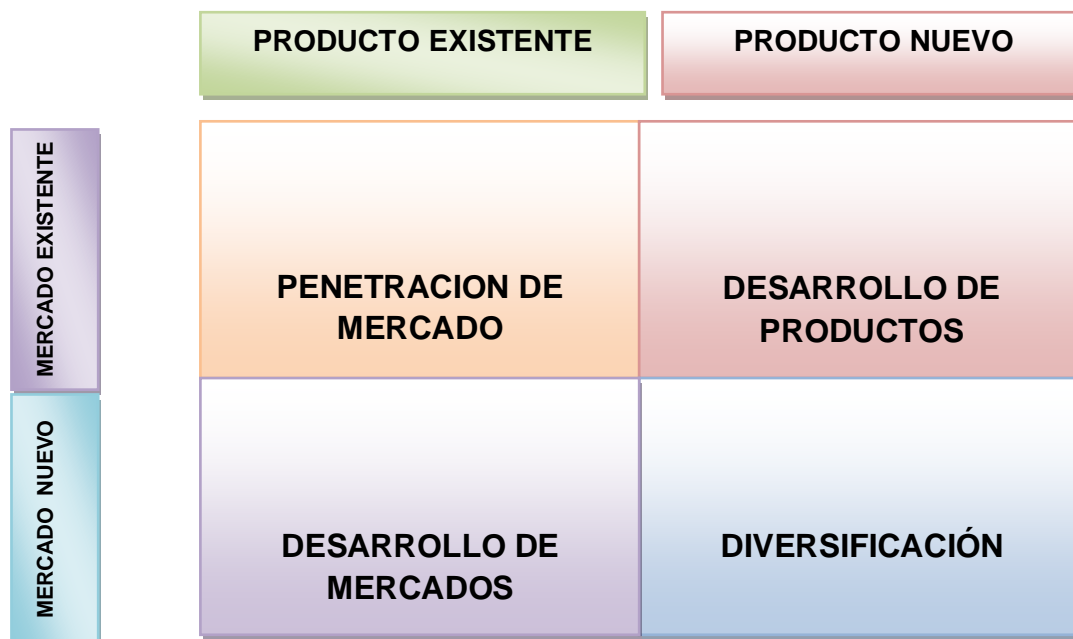 PRODUCTO EXISTENTE
PRODUCTO NUEVO
MERCADO EXISTENTE
PENETRACION DE
MERCADO
DESARROLLO DE
PRODUCTOS
MERCADO NUEVO
DESARROLLO DE
MERCADOS
DIVERSIFICACIÓN